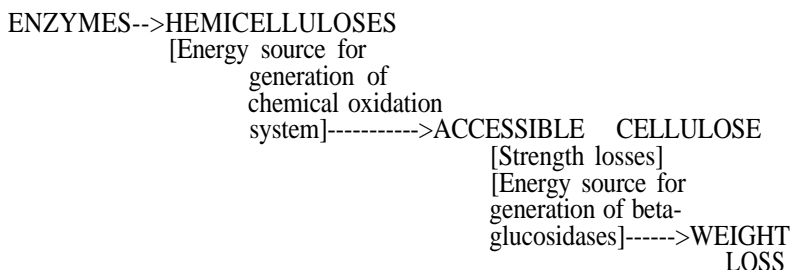 ENZYMES-->HEMICELLULOSES
[Energy source for
generation of
chemical oxidation
system]----------->ACCESSIBLE CELLULOSE
[Strength losses]
[Energy source for
generation of beta-
glucosidases]------>WEIGHT
LOSS